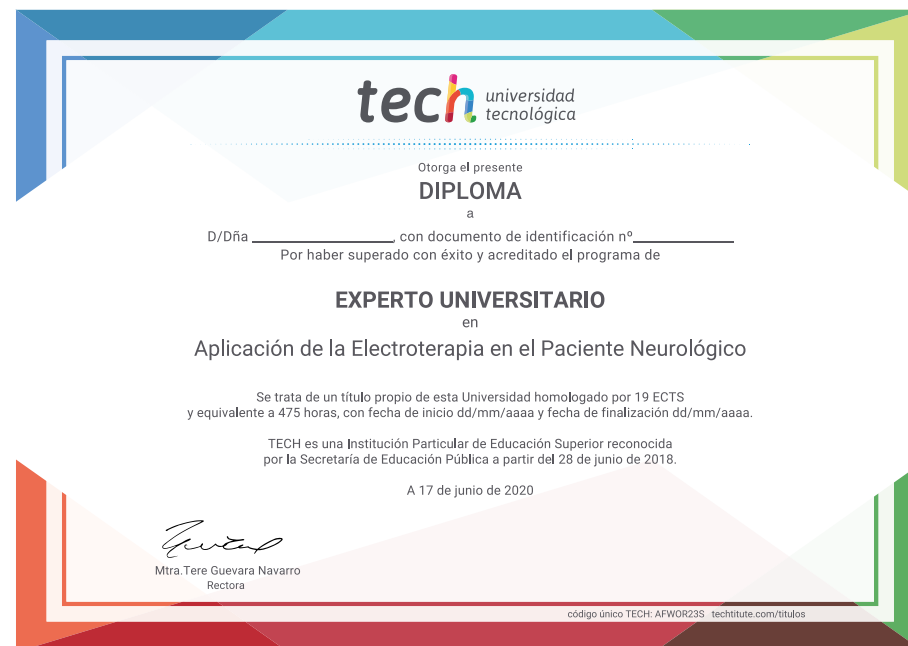 tech universidad
tecnológica
Otorga el presente
DIPLOMA
a
D/Dña ____________________, con documento de identificación nº______________
Por haber superado con éxito y acreditado el programa de
EXPERTO UNIVERSITARIO
en
Aplicación de la Electroterapia en el Paciente Neurológico
Se trata de un título propio de esta Universidad homologado por 19 ECTS
y equivalente a 475 horas, con fecha de inicio dd/mm/aaaa y fecha de finalización dd/mm/aaaa.
TECH es una Institución Particular de Educación Superior reconocida
por la Secretaría de Educación Pública a partir del 28 de junio de 2018.
A 17 de junio de 2020
Mtra.Tere Guevara Navarro
Rectora
código único TECH: AFWOR23S techtitute.com/titulos